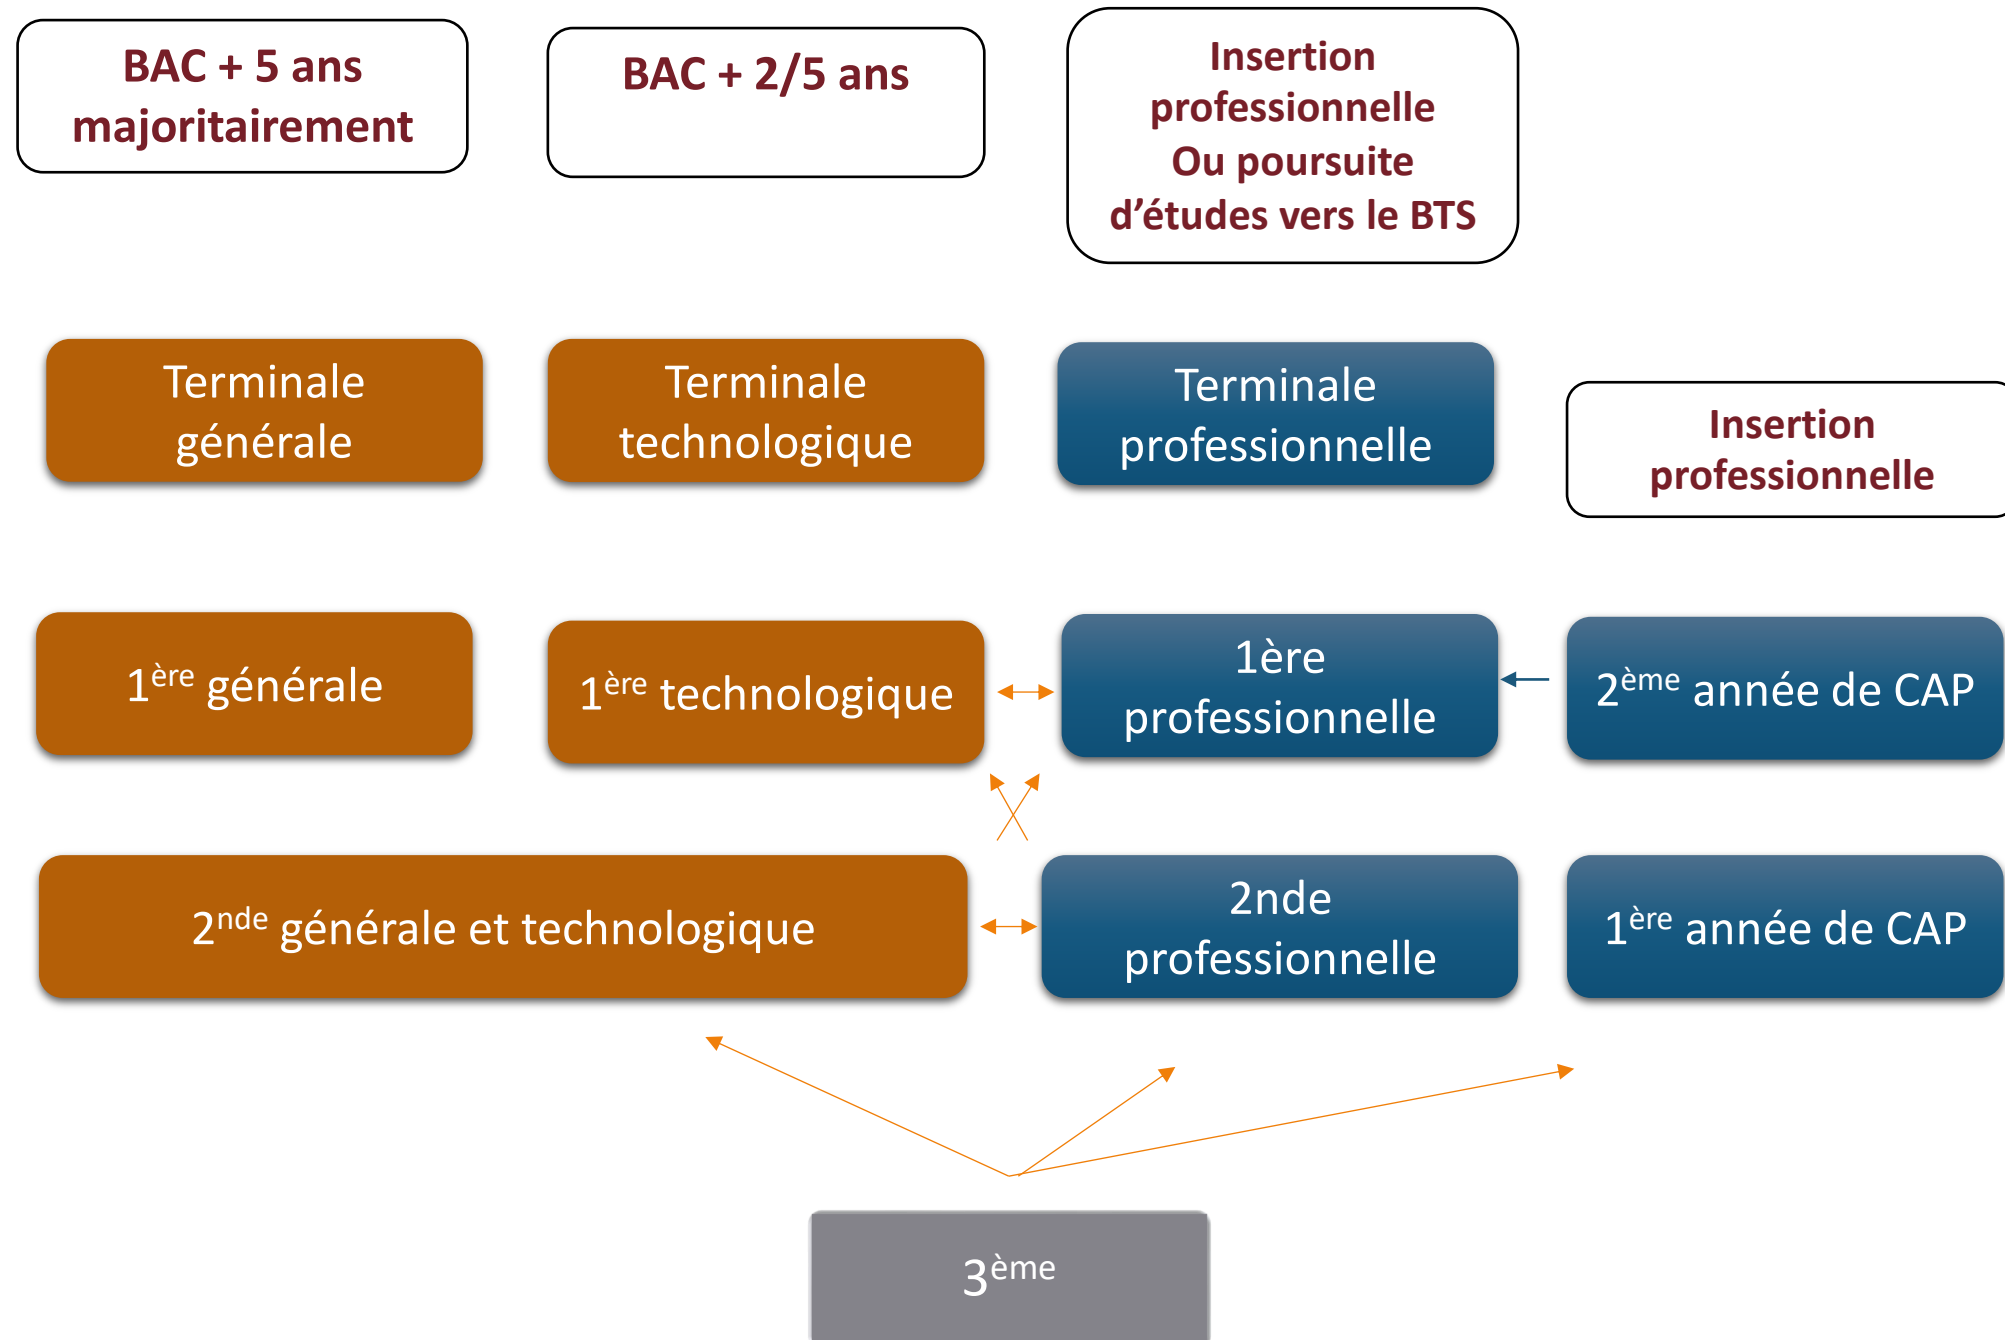 BAC + 5 ans
majoritairement
BAC + 2/5 ans
Insertion
professionnelle
Ou poursuite
d’études vers le BTS
Terminale
générale
Terminale
technologique
Terminale
professionnelle
Insertion
professionnelle
1ère générale
1ère technologique
1ère
professionnelle
2ème année de CAP
2nde générale et technologique
2nde
professionnelle
1ère année de CAP
3ème